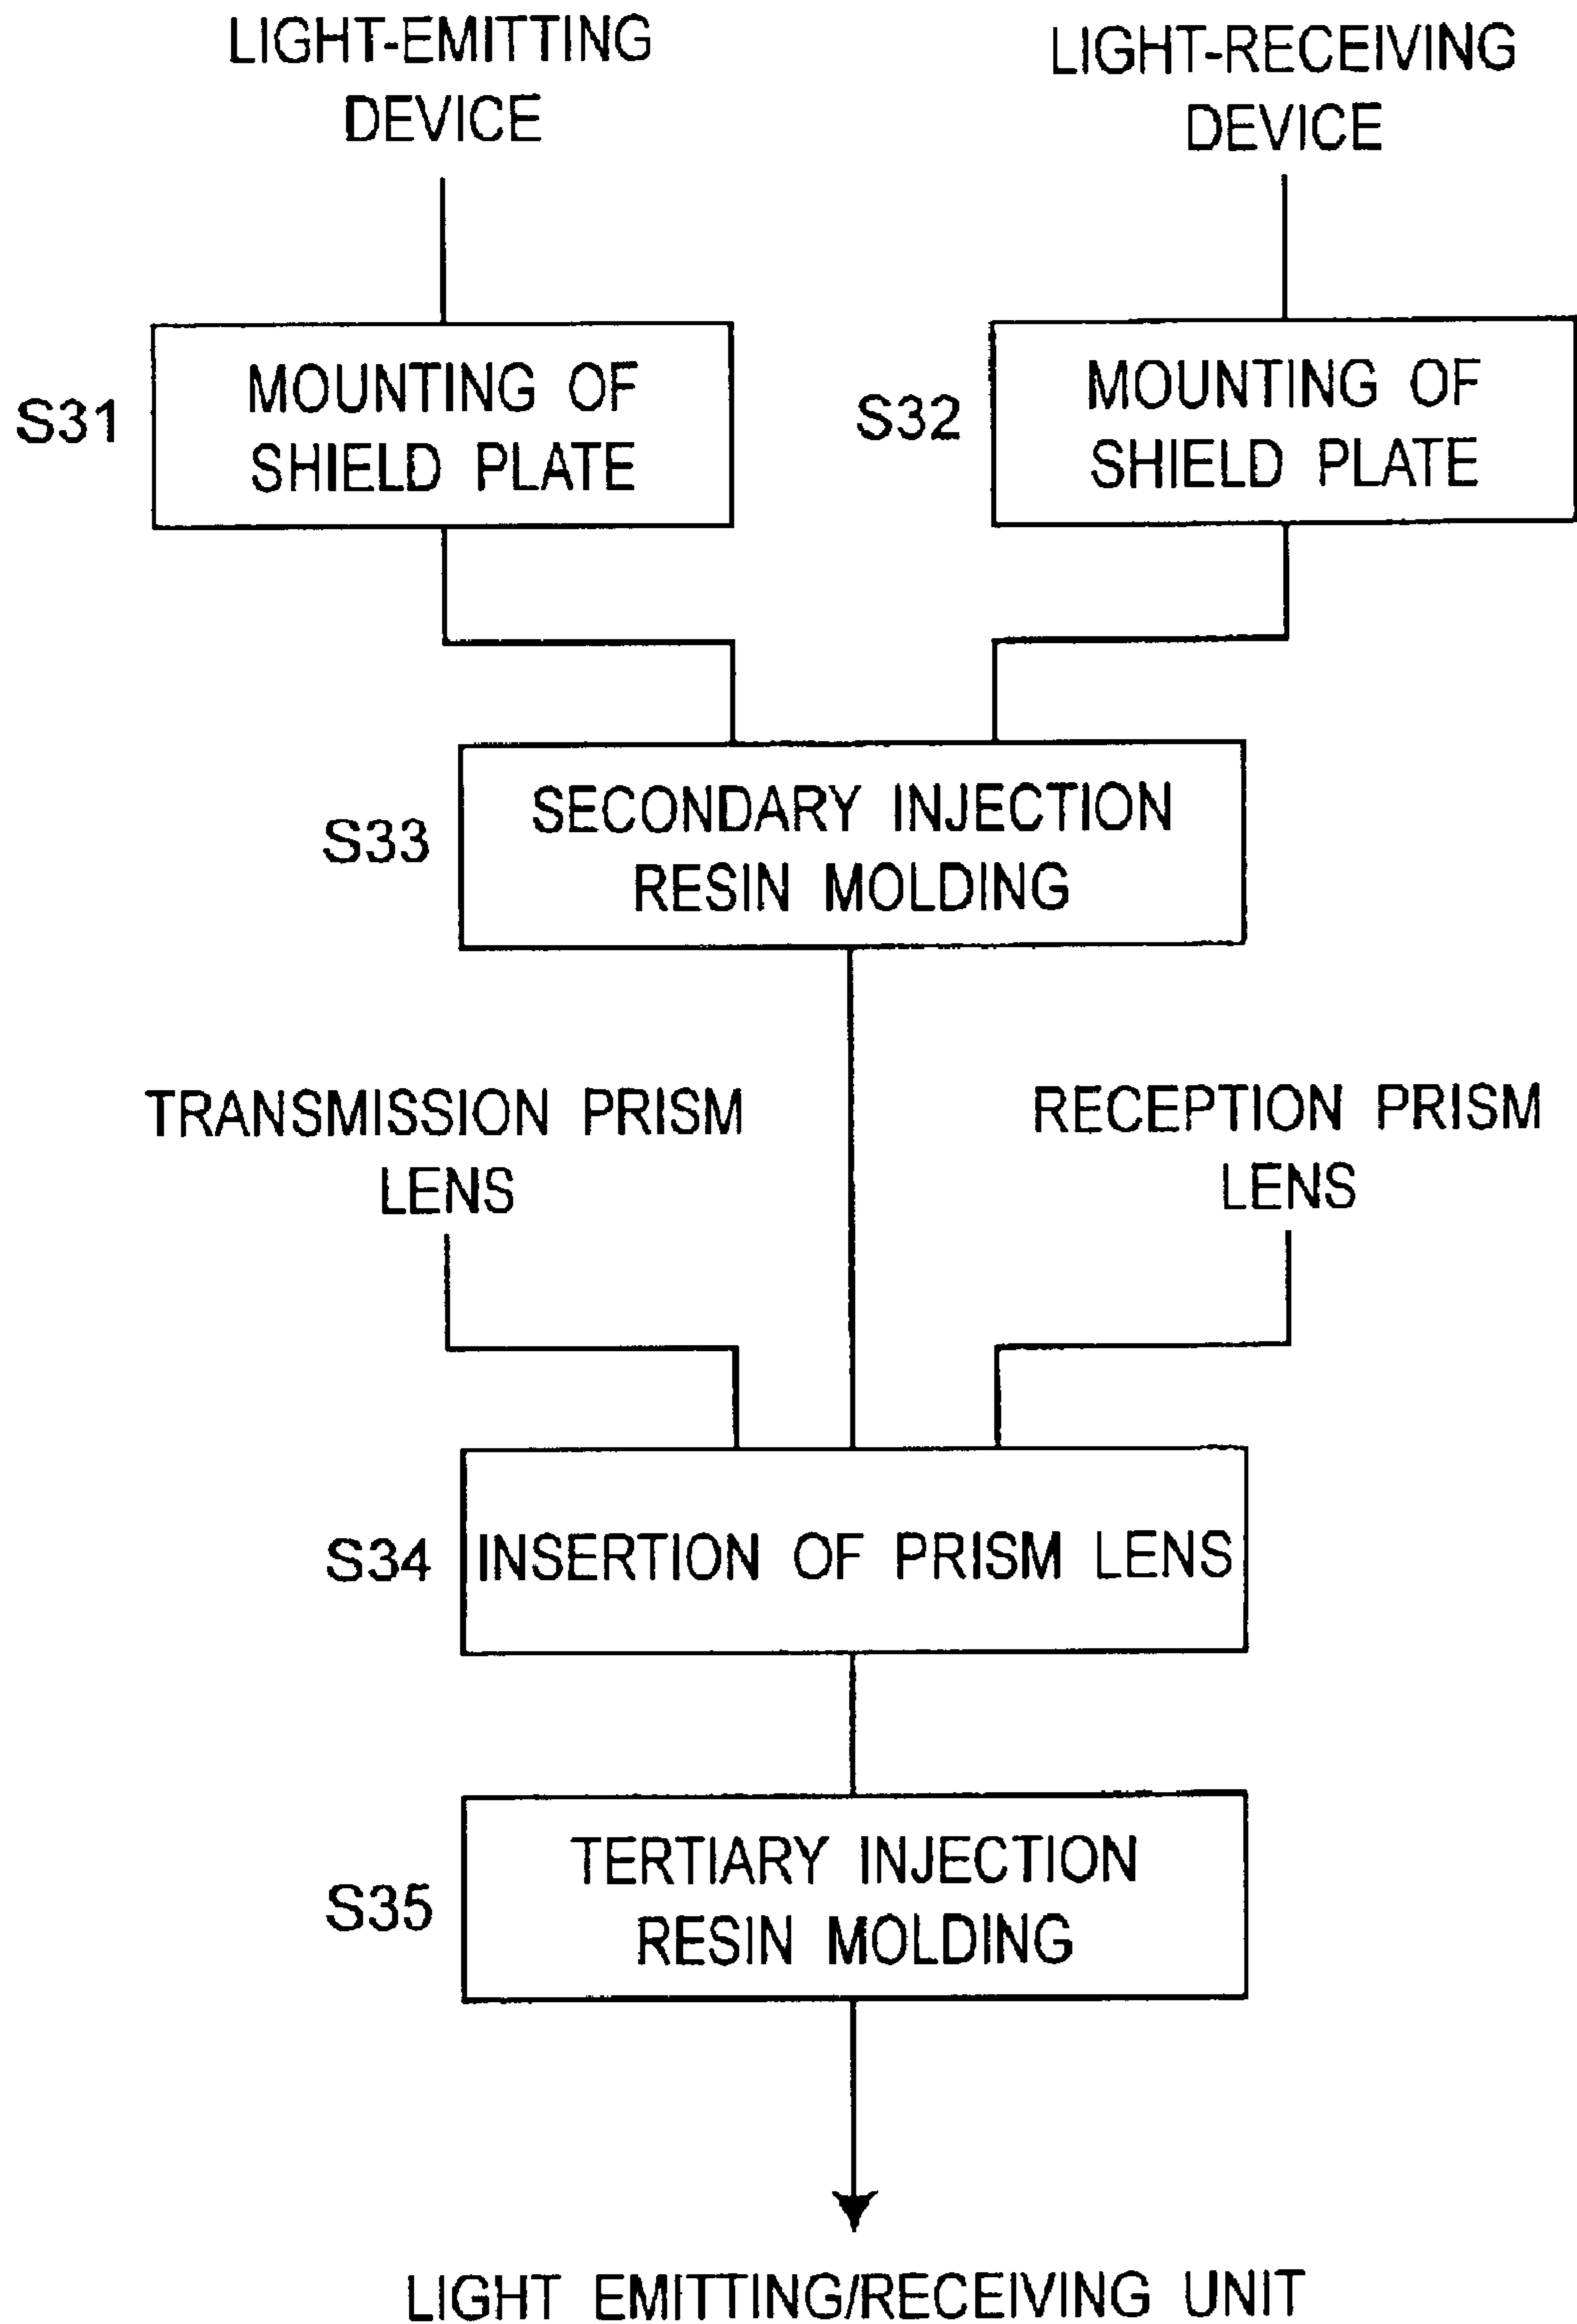 LIGHT-EMITTING
DEVICE
LIGHT-RECEIVING
DEVICE
S31
MOUNTING OF
SHIELD PLATE
S32
MOUNTING OF
SHIELD PLATE
S33
SECONDARY INJECTION
RESIN MOLDING
TRANSMISSION PRISM
LENS
RECEPTION PRISM
LENS
S34
INSERTION OF PRISM LENS
S35
TERTIARY INJECTION
RESIN MOLDING
LIGHT EMITTING/RECEIVING UNIT